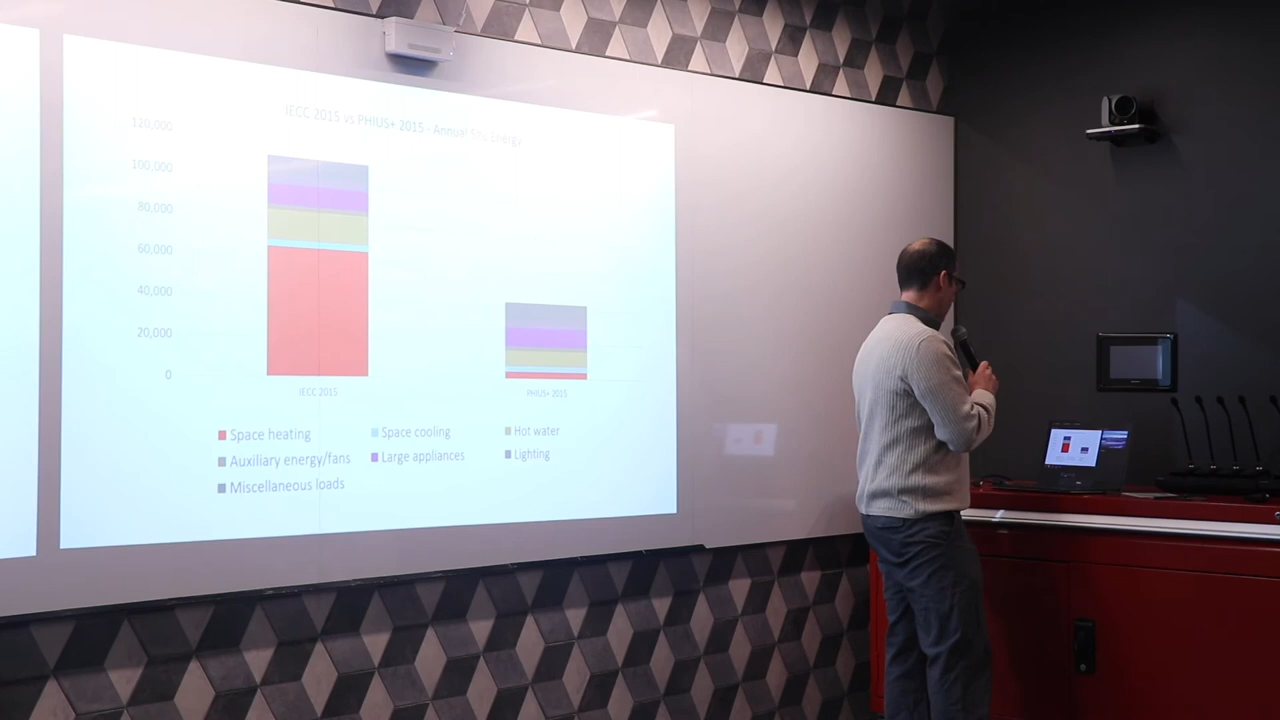 IECC 2015 vs PHIUS+ 2015 - Annual Site Energy
120,000
100,000
80,000
60,000
40,000
20,000
0
IECC 2015
PHIUS+ 2015
Space heating
Space cooling
Hot water
Auxiliary energy/fans
Large appliances
Lighting
Miscellaneous loads